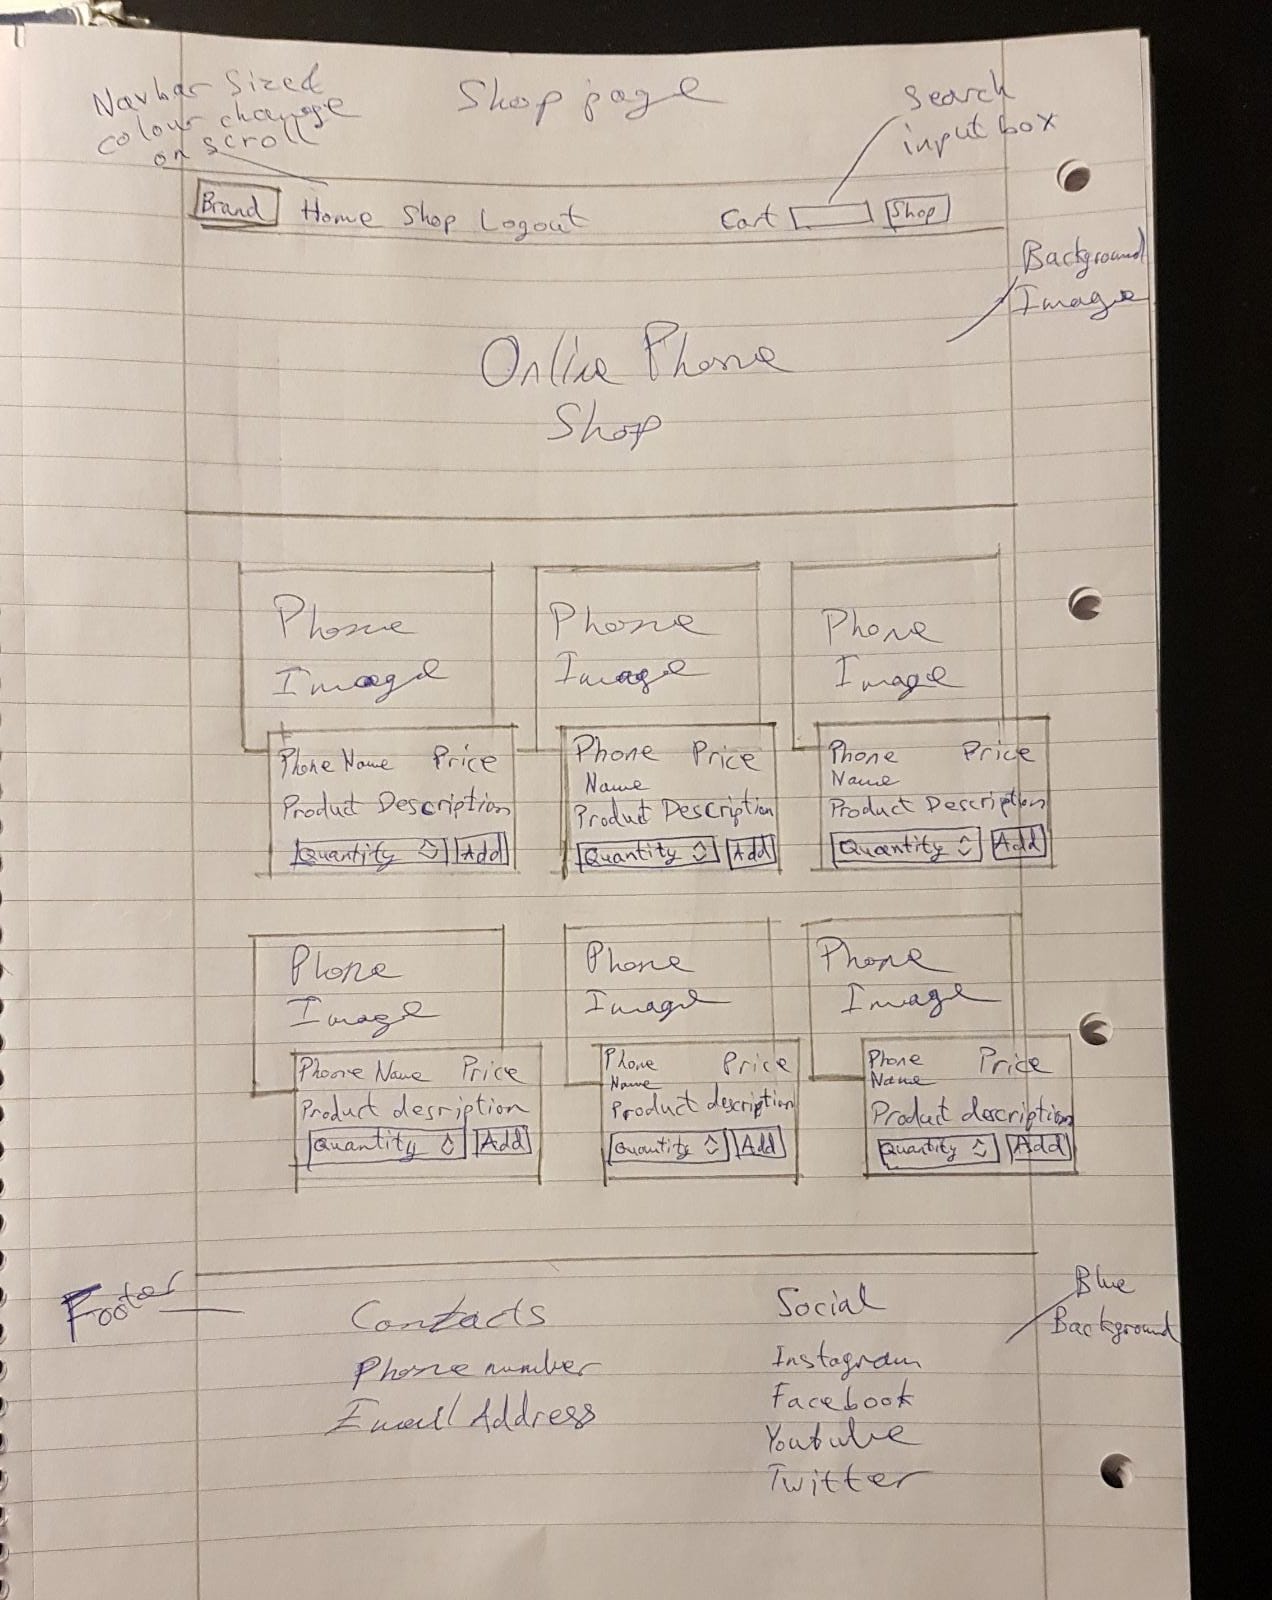 Shop page
Navbar sized
colour change
on scroll
Search
input box
Brand Home Shop Logout Cart Shop
Background
Image
Online Phone
Shop
Phone
Image
Phone
Image
Phone
Image
Phone Name Price
Product Description
Quantity Add
Phone Price
Name
Product Description
Quantity Add
Phone Price
Name
Product Description
Quantity Add
Phone
Image
Phone
Image
Phone
Image
Phone Name Price
Product desription
Quantity Add
Phone Price
Name
Product description
Quantity Add
Phone Price
Name
Product description
Quantity Add
Footer
Contacts
Phone number
Email Address
Social
Instagram
Facebook
Youtube
Twitter
Blue
Background